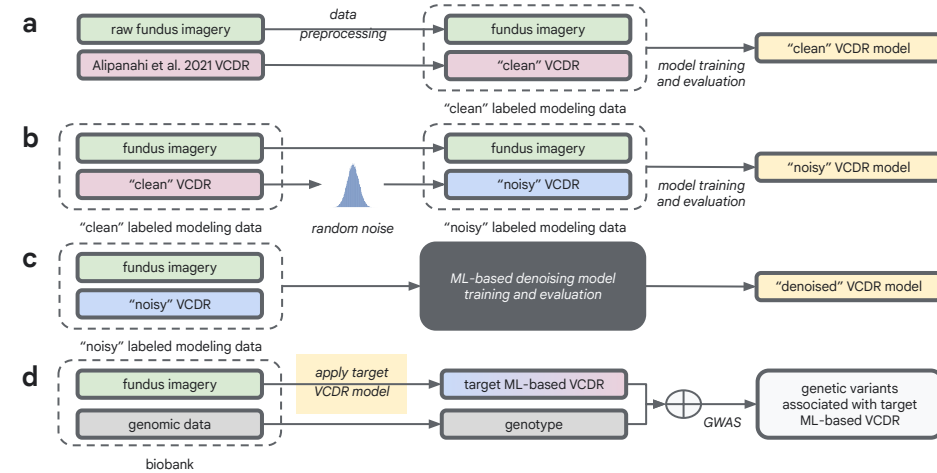 a
raw fundus imagery
data
preprocessing
fundus imagery
Alipanahi et al. 2021 VCDR
“clean” VCDR
model training
and evaluation
“clean” VCDR model
“clean” labeled modeling data
b
fundus imagery
“clean” VCDR
“clean” labeled modeling data
random noise
fundus imagery
“noisy” VCDR
“noisy” labeled modeling data
model training
and evaluation
“noisy” VCDR model
c
fundus imagery
“noisy” VCDR
“noisy” labeled modeling data
ML-based denoising model
training and evaluation
“denoised” VCDR model
d
fundus imagery
genomic data
biobank
apply target
VCDR model
target ML-based VCDR
genotype
GWAS
genetic variants
associated with target
ML-based VCDR